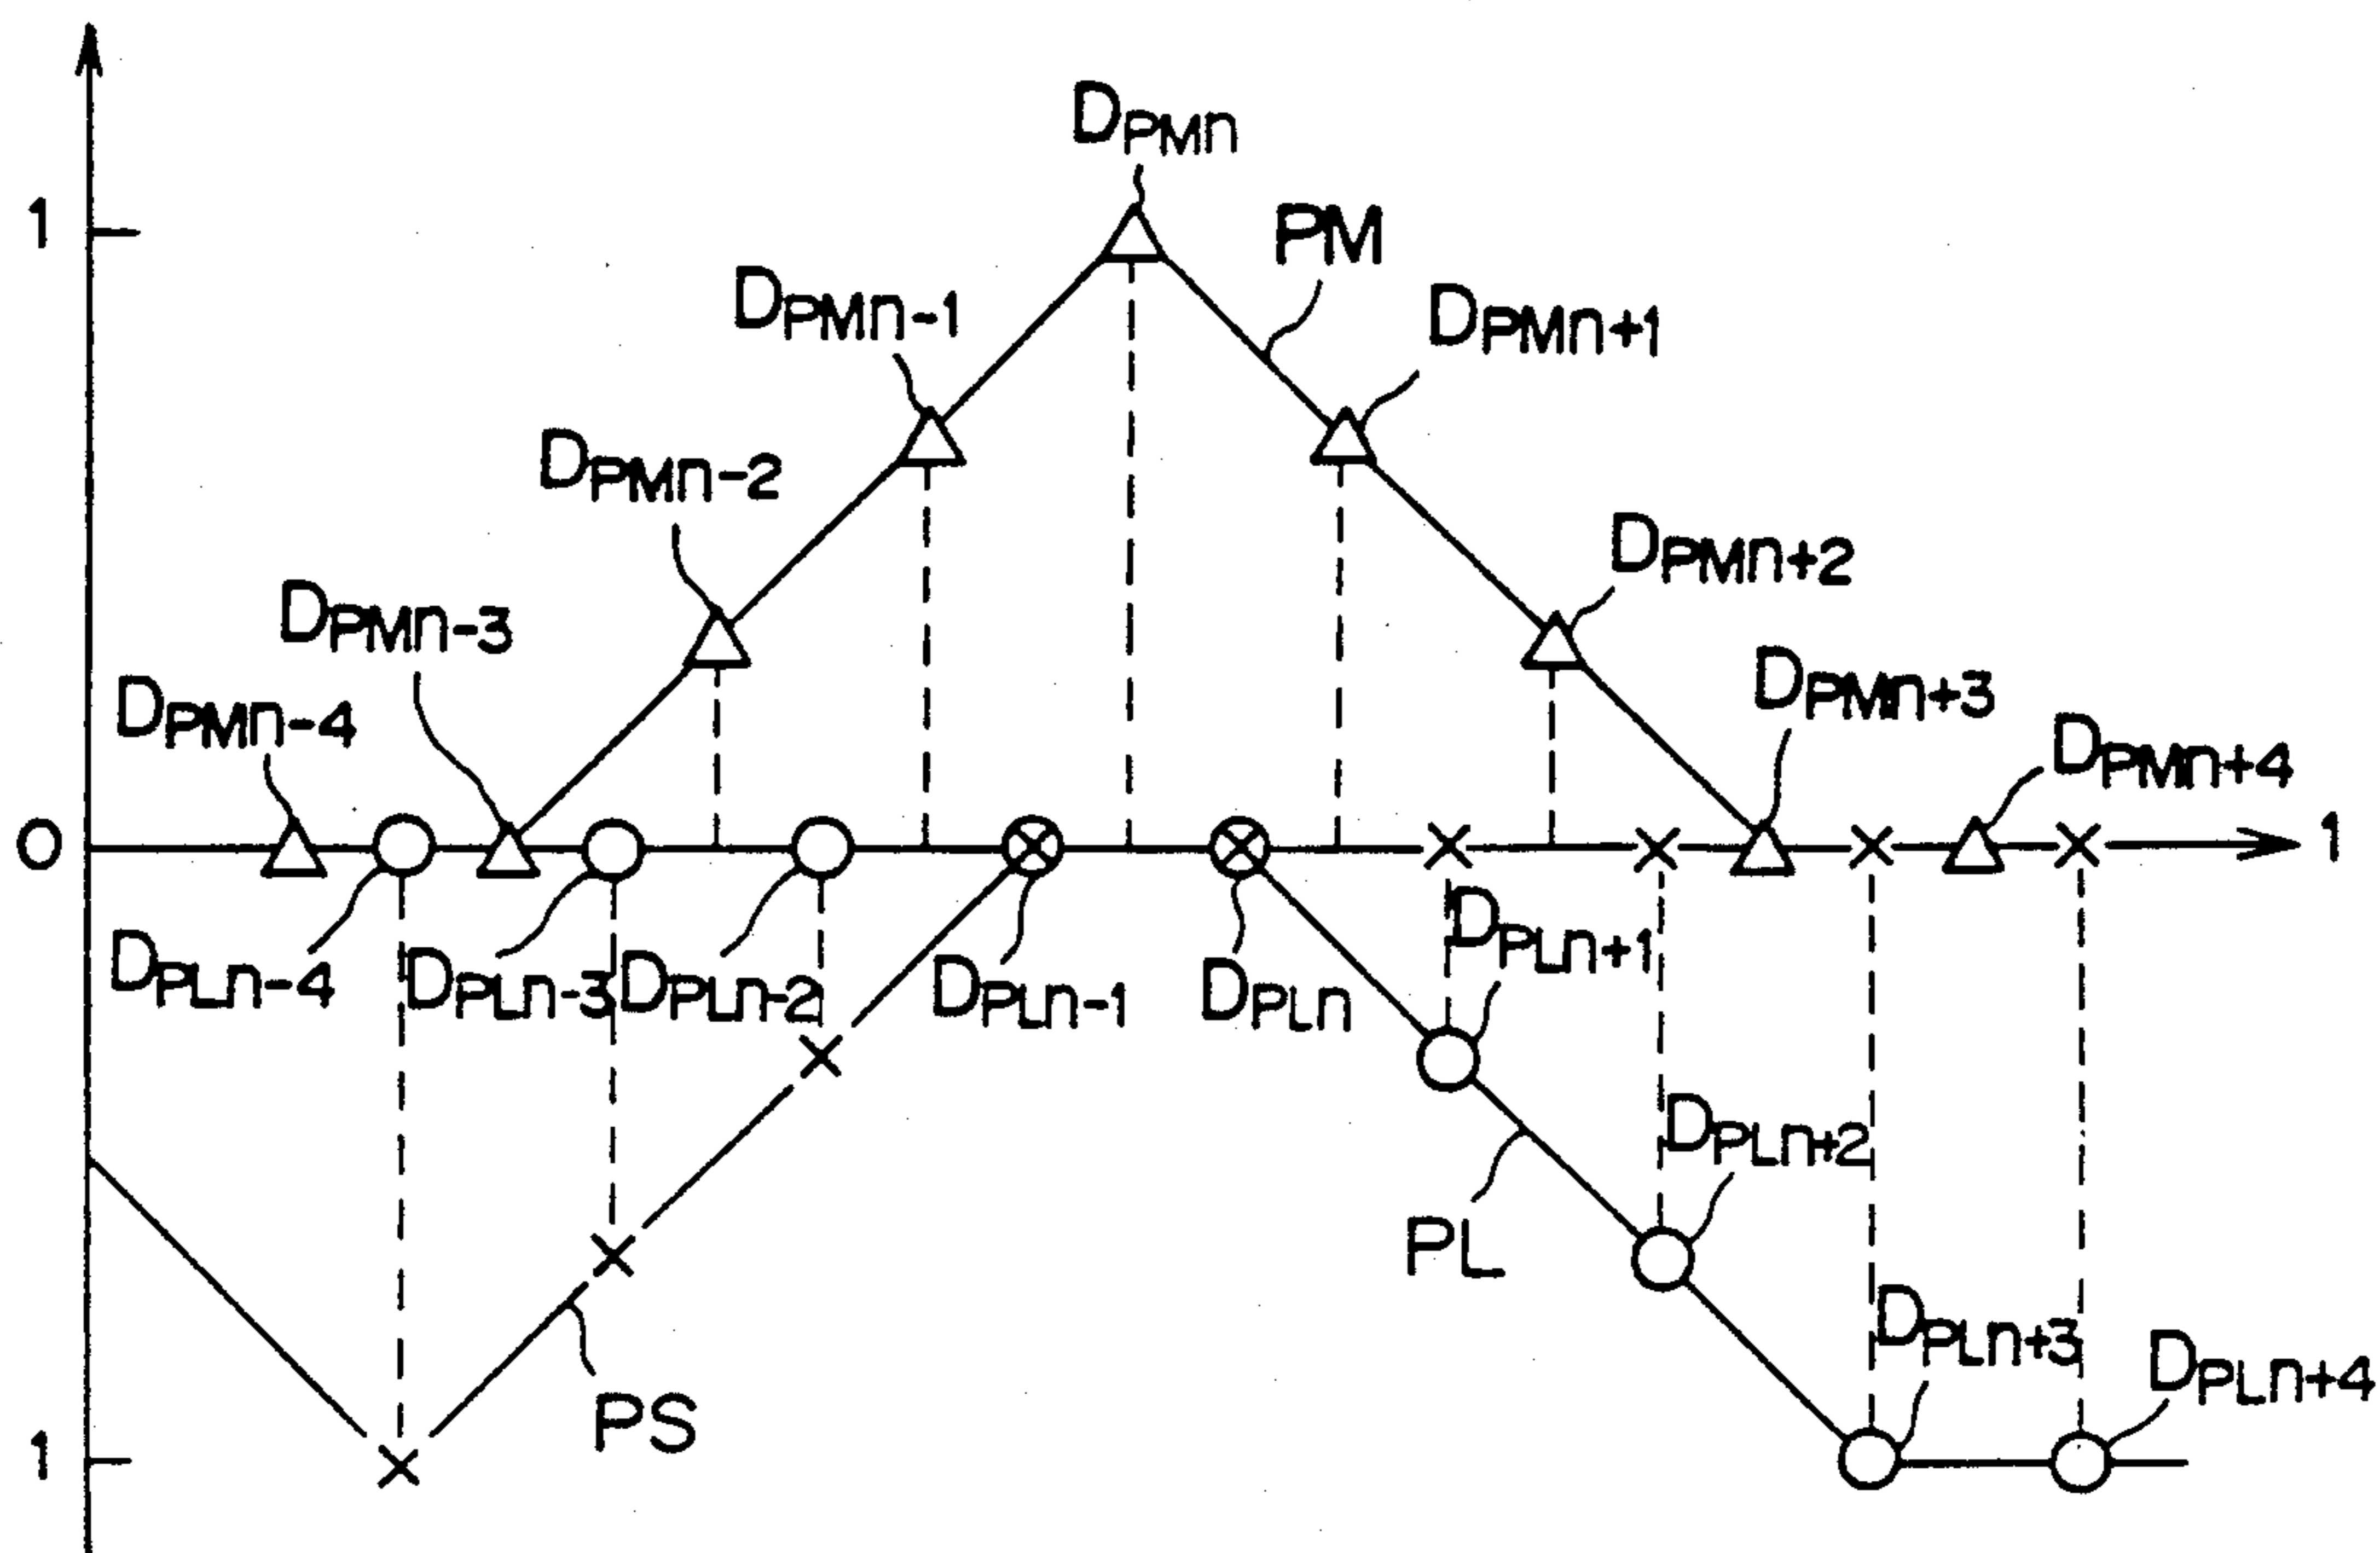 DPMn
1
PM
DPMn-1
DPMn+1
DPMn-2
DPMn+2
DPMn-3
DPMn+3
DPMn-4
DPMn+4
0
1
DPLn+1
DPLn-4
DPLn-3
DPLn-2
DPLn-1
DPLn
DPLn+2
PL
DPLn+3
DPLn+4
PS
1